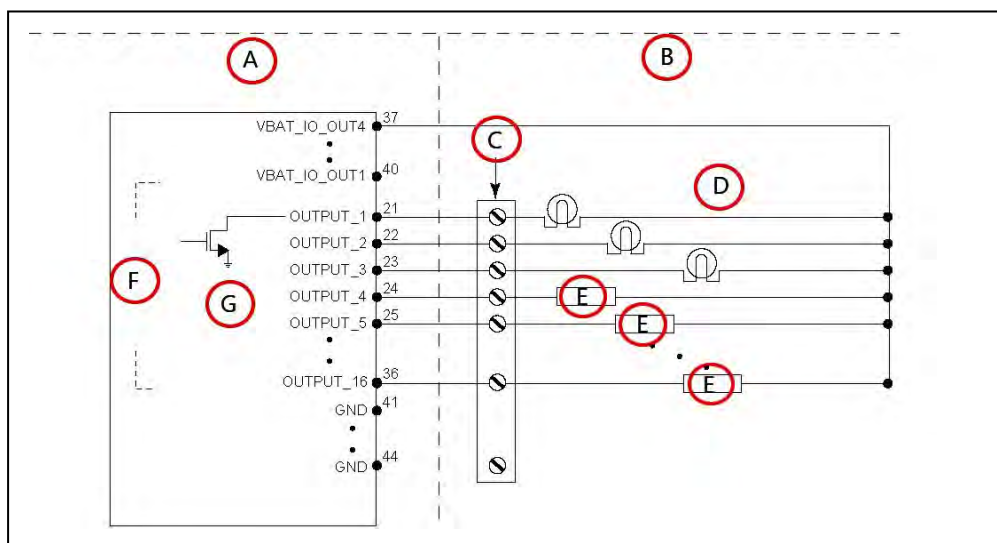 A
B
VBAT_IO_OUT4 37
C
VBAT_IO_OUT1 40
D
OUTPUT_1 21
OUTPUT_2 22
F
G
OUTPUT_3 23
OUTPUT_4 24
E
OUTPUT_5 25
E
OUTPUT_16 36
E
GND 41
GND 44